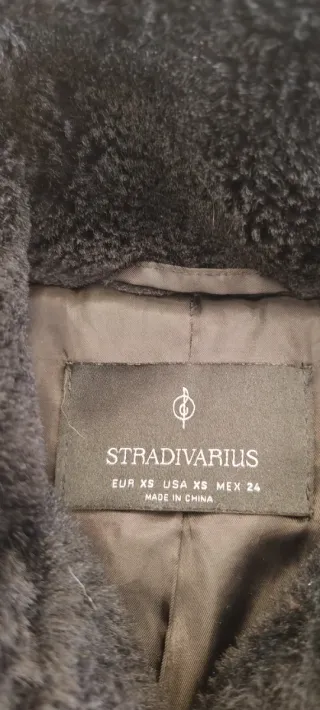 STRADIVARIUS
EUR XS USA XS MEX 24
MADE IN CHINA